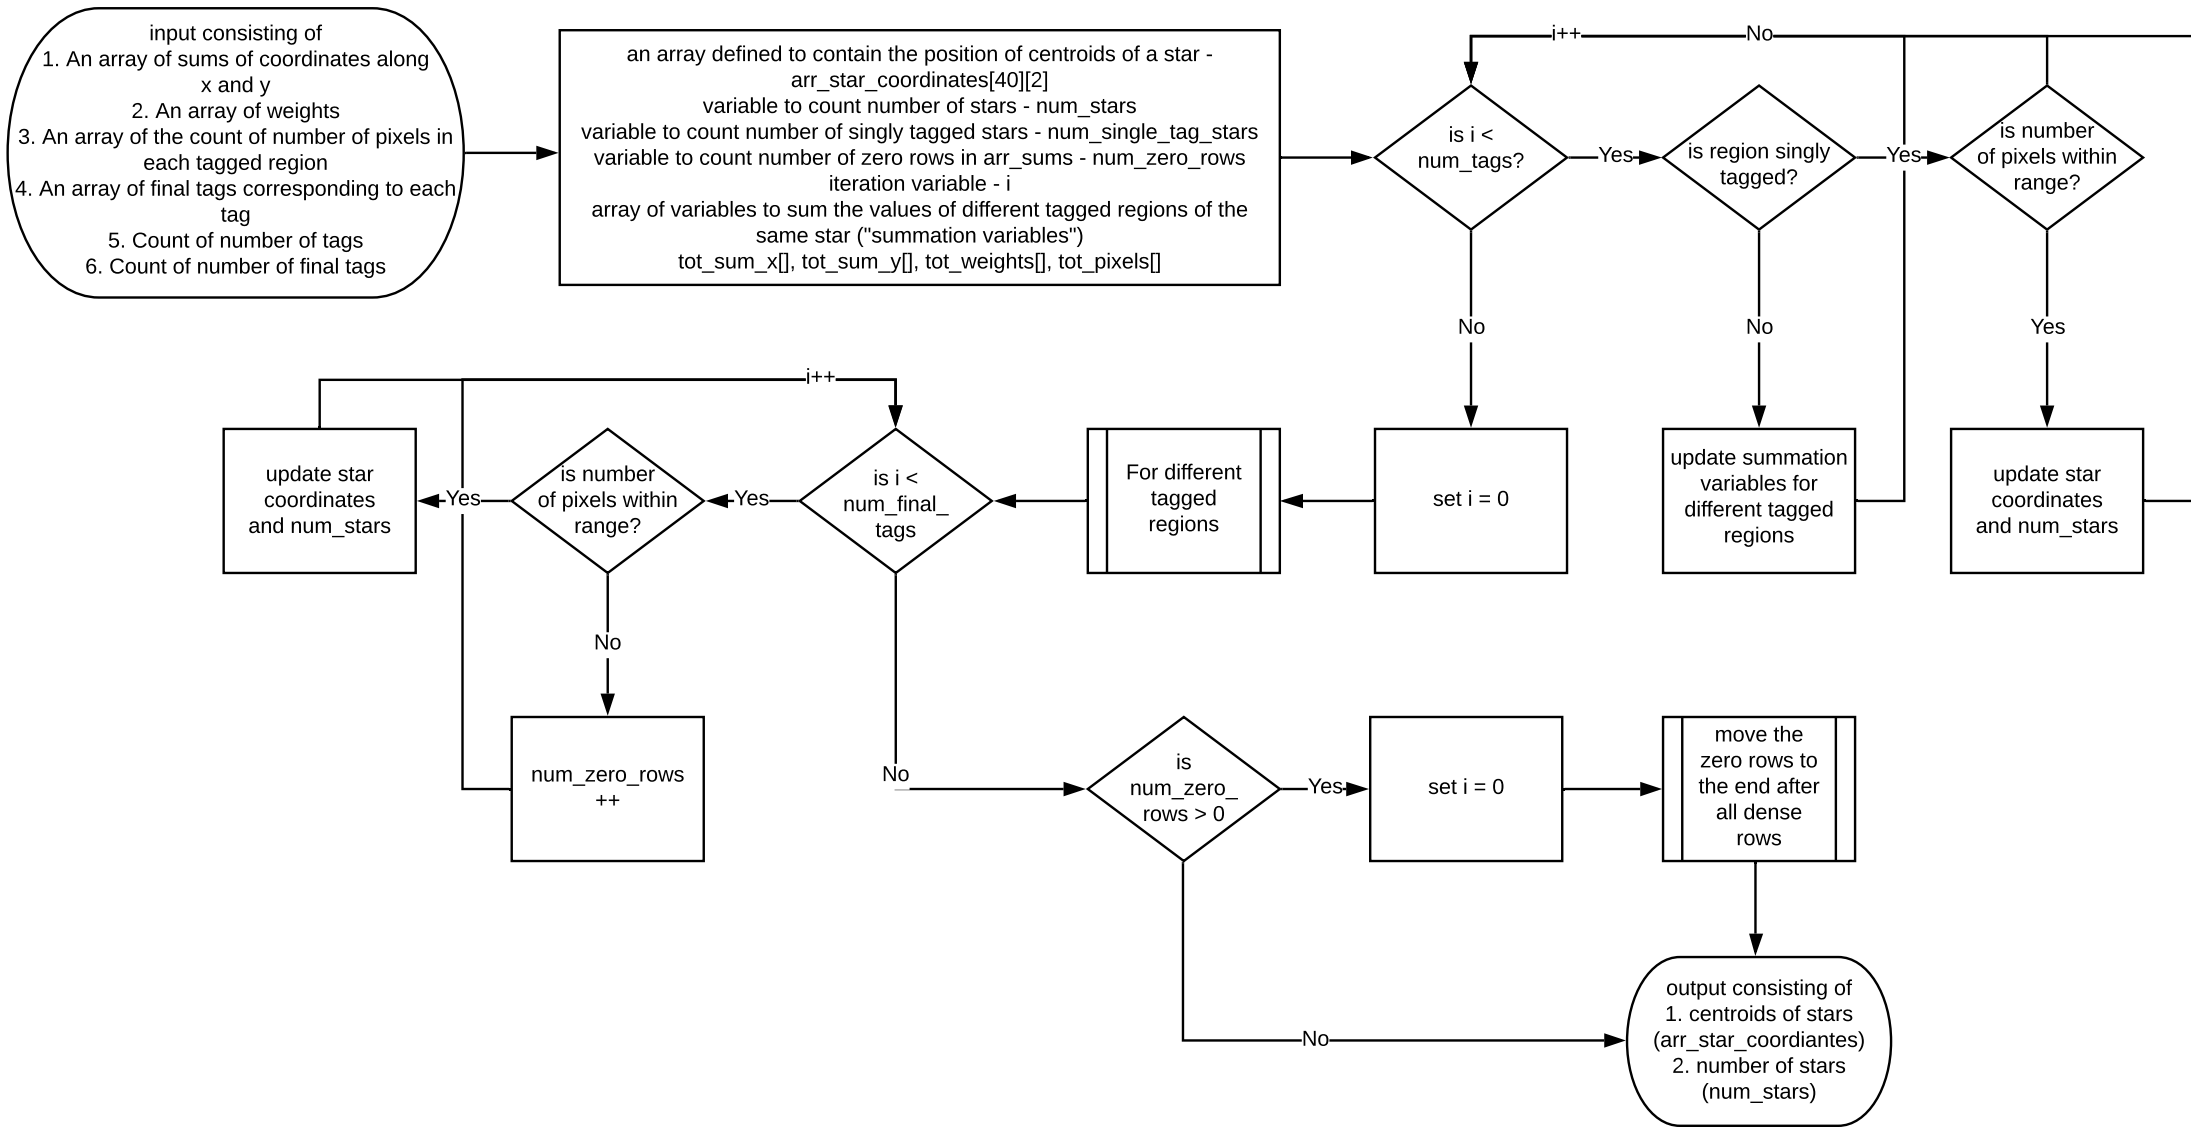 input consisting of
1. An array of sums of coordinates along
x and y
2. An array of weights
3. An array of the count of number of pixels in
each tagged region
4. An array of final tags corresponding to each
tag
5. Count of number of tags
6. Count of number of final tags
an array defined to contain the position of centroids of a star -
arr_star_coordinates[40][2]
variable to count number of stars - num_stars
variable to count number of singly tagged stars - num_single_tag_stars
variable to count number of zero rows in arr_sums - num_zero_rows
iteration variable - i
array of variables to sum the values of different tagged regions of the
same star ("summation variables")
tot_sum_x[], tot_sum_y[], tot_weights[], tot_pixels[]
i++
No
is i <
num_tags?
Yes
is region singly
tagged?
Yes
is number
of pixels within
range?
No
No
Yes
i++
update star
coordinates
and num_stars
Yes
is number
of pixels within
range?
Yes
is i <
num_final_
tags
For different
tagged
regions
set i = 0
update summation
variables for
different tagged
regions
update star
coordinates
and num_stars
No
num_zero_rows
++
No
is
num_zero_
rows > 0
Yes
set i = 0
move the
zero rows to
the end after
all dense
rows
No
output consisting of
1. centroids of stars
(arr_star_coordiantes)
2. number of stars
(num_stars)